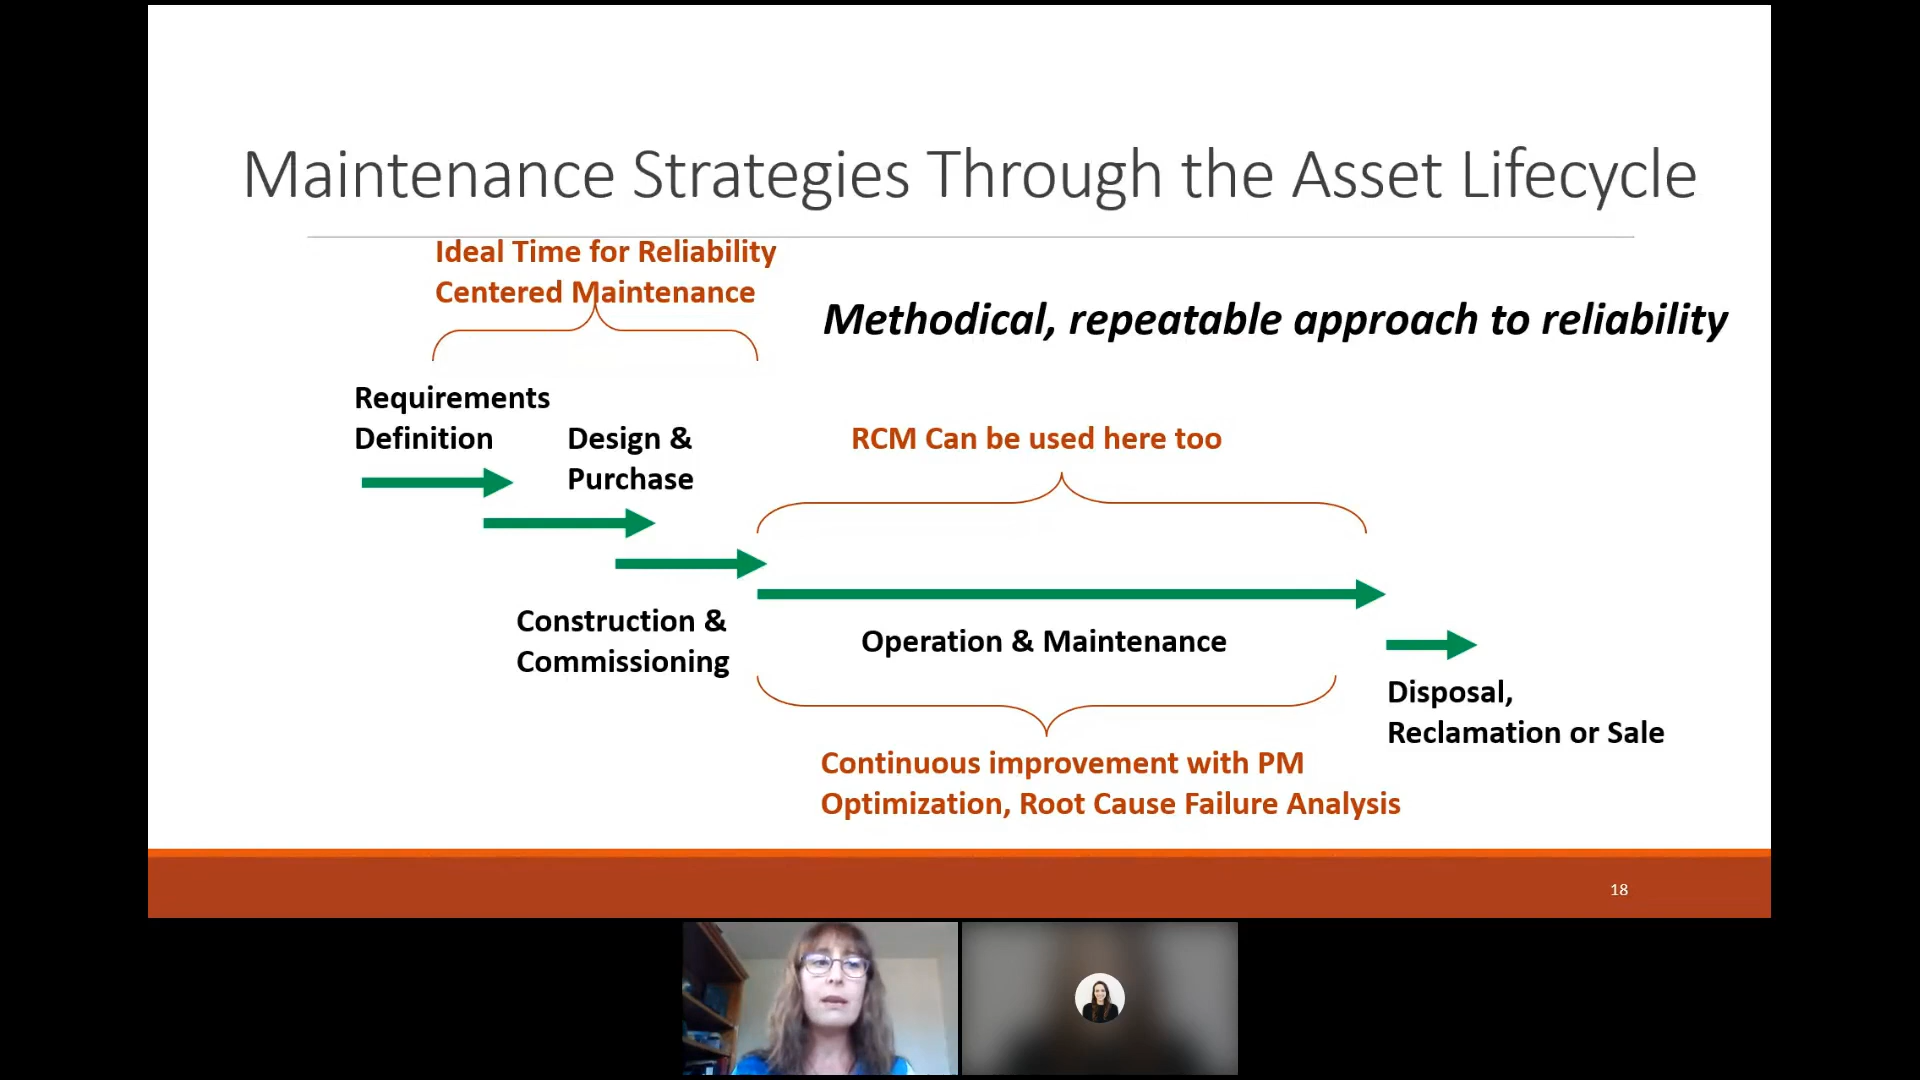 Maintenance Strategies Through the Asset Lifecycle
Ideal Time for Reliability
Centered Maintenance
Methodical, repeatable approach to reliability
Requirements
Definition
Design &
Purchase
RCM Can be used here too
Construction &
Commissioning
Operation & Maintenance
Disposal,
Reclamation or Sale
Continuous improvement with PM
Optimization, Root Cause Failure Analysis
18